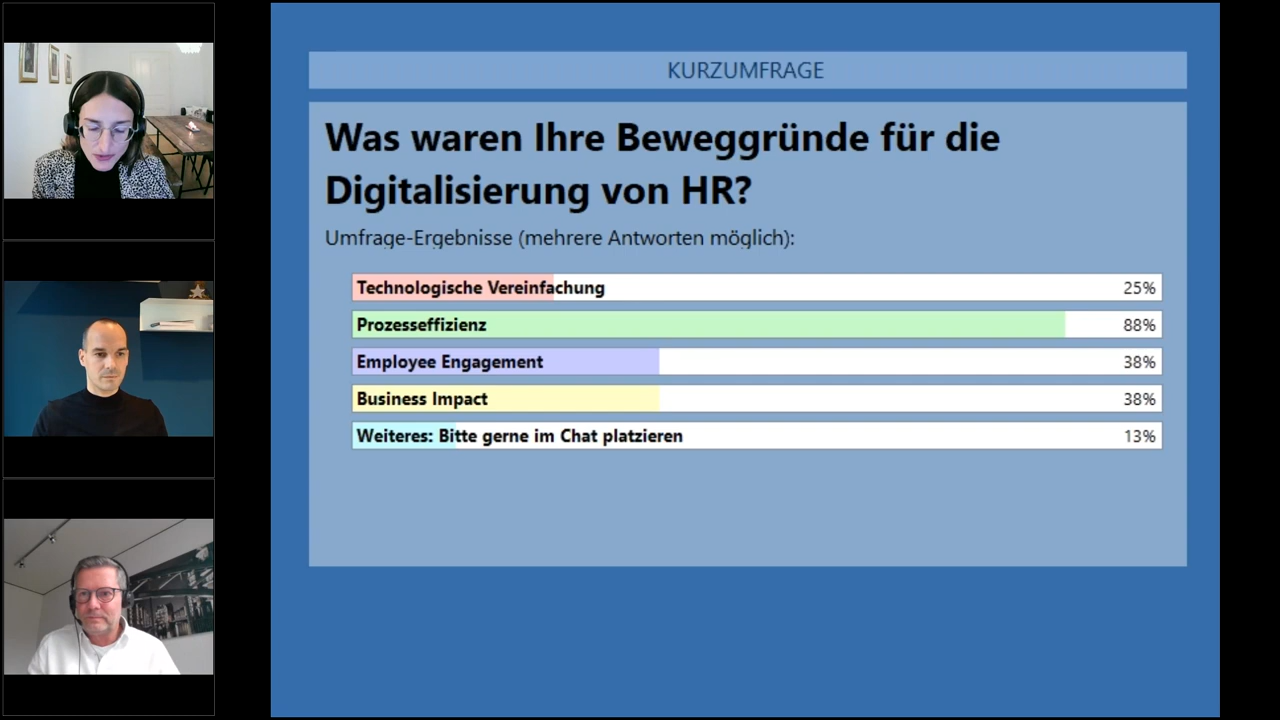 KURZUMFRAGE
Was waren Ihre Beweggründe für die
Digitalisierung von HR?
Umfrage-Ergebnisse (mehrere Antworten möglich):
Technologische Vereinfachung 25%
Prozesseffizienz 88%
Employee Engagement 38%
Business Impact 38%
Weiteres: Bitte gerne im Chat platzieren 13%